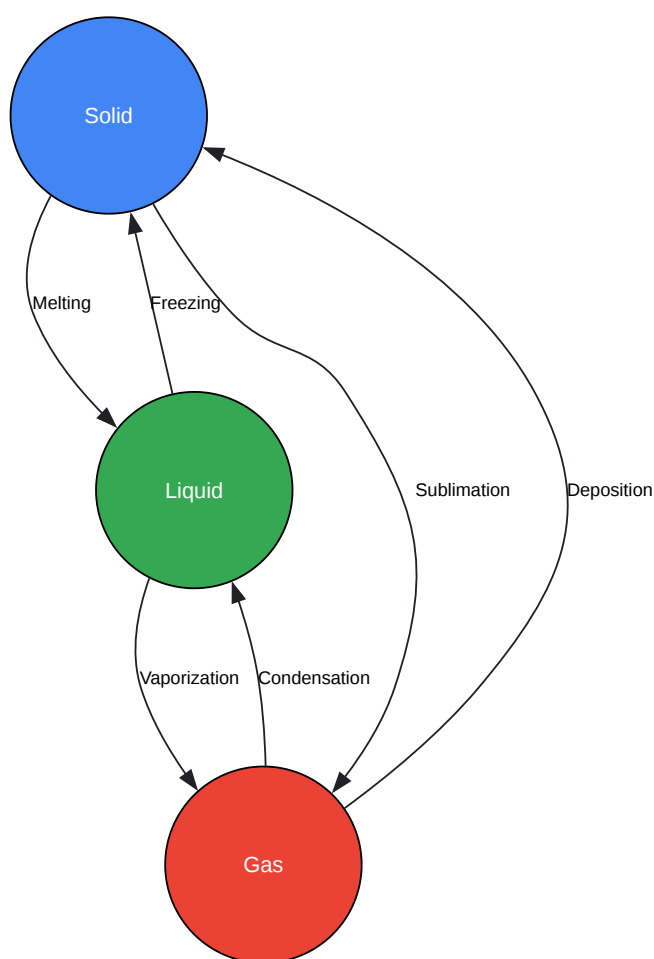 Solid
Melting
Freezing
Liquid
Sublimation
Deposition
Vaporization
Condensation
Gas